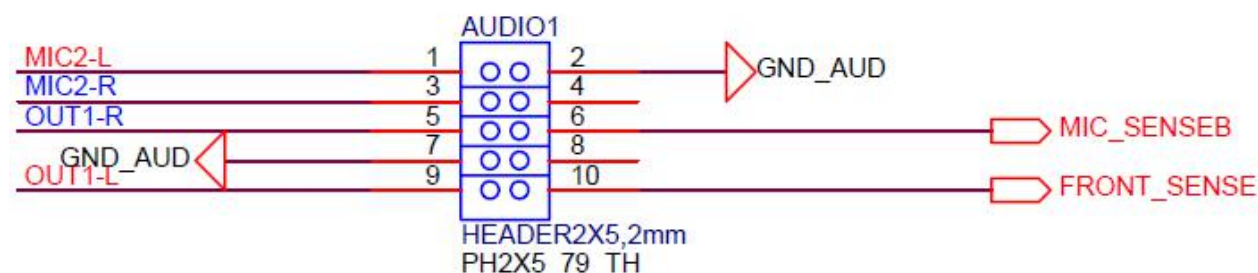 AUDIO1
MIC2-L 1 2 GND_AUD
MIC2-R 3 4
OUT1-R 5 6 MIC_SENSEB
GND_AUD 7 8
OUT1-L 9 10 FRONT_SENSE
HEADER2X5,2mm
PH2X5_79_TH